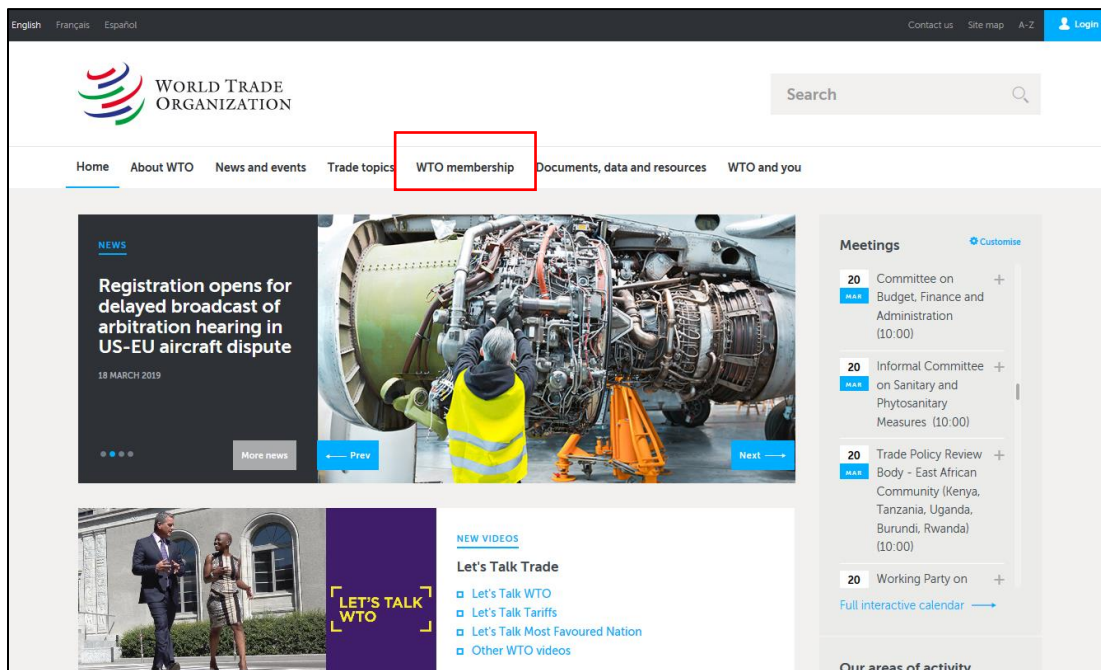 English Français Español
Contact us Site map A-Z Login
WORLD TRADE
ORGANIZATION
Search
Home About WTO News and events Trade topics WTO membership Documents, data and resources WTO and you
NEWS
Registration opens for
delayed broadcast of
arbitration hearing in
US-EU aircraft dispute
18 MARCH 2019
More news
Prev
Next
LET'S TALK
WTO
NEW VIDEOS
Let's Talk Trade
Let's Talk WTO
Let's Talk Tariffs
Let's Talk Most Favoured Nation
Other WTO videos
Meetings Customise
20 Committee on
MAR Budget, Finance and
Administration
(10:00)
20 Informal Committee
MAR on Sanitary and
Phytosanitary
Measures (10:00)
20 Trade Policy Review
MAR Body - East African
Community (Kenya,
Tanzania, Uganda,
Burundi, Rwanda)
(10:00)
20 Working Party on
Full interactive calendar
Our areas of activity